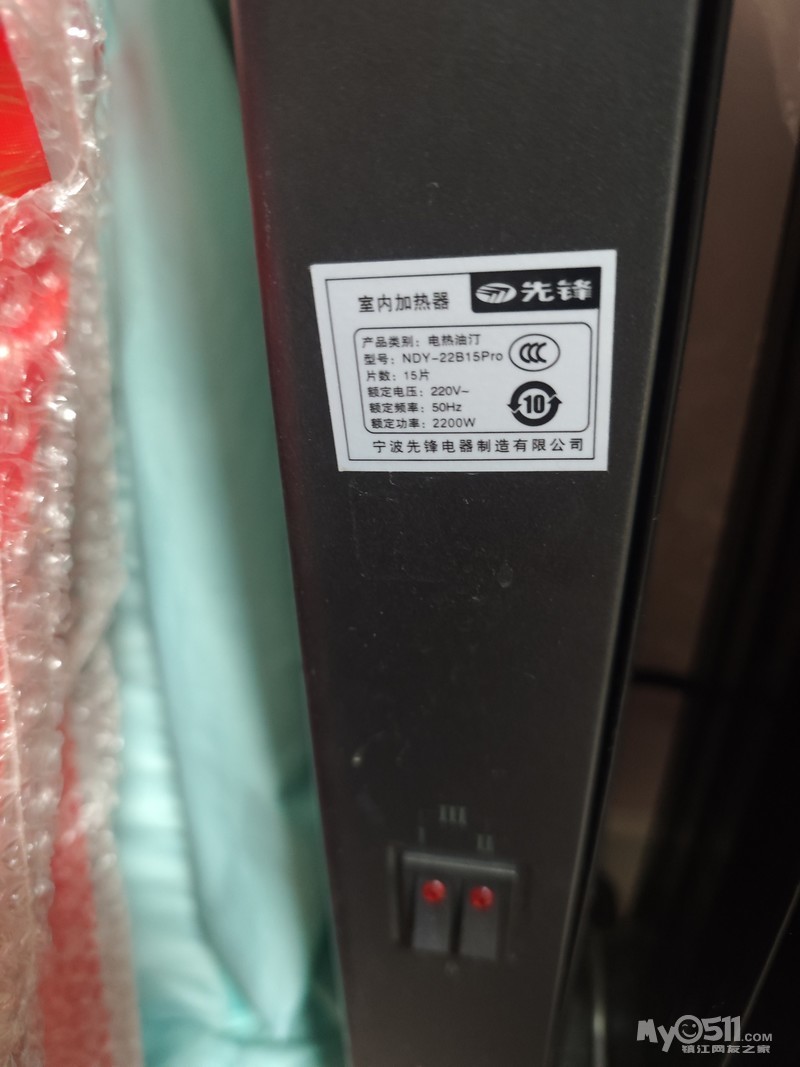 室内加热器 先锋
产品类别：电热油汀
型号：NDY-22B15Pro
片数：15片
额定电压：220V~
额定频率：50Hz
额定功率：2200W
CCC
10
宁波先锋电器制造有限公司
III
I II
My0511.COM
镇江网友之家